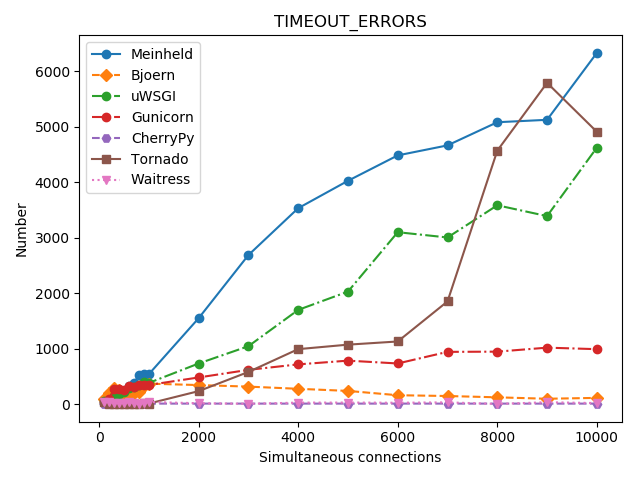 TIMEOUT_ERRORS
Meinheld
Bjoern
uWSGI
Gunicorn
CherryPy
Tornado
Waitress
Number
6000
5000
4000
3000
2000
1000
0
0 2000 4000 6000 8000 10000
Simultaneous connections